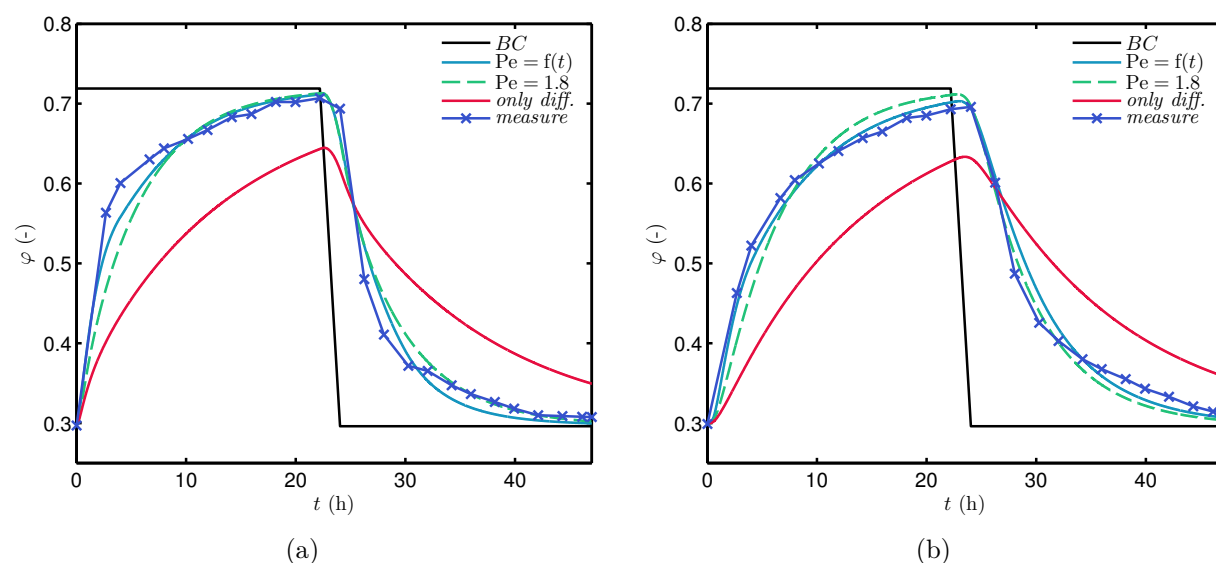 0.8
0.7
0.6
0.5
0.4
0.3
φ (-)
0 10 20 30 40
t (h)
BC
Pe = f(t)
Pe = 1.8
only diff.
measure
(a)
0.8
0.7
0.6
0.5
0.4
0.3
φ (-)
0 10 20 30 40
t (h)
BC
Pe = f(t)
Pe = 1.8
only diff.
measure
(b)